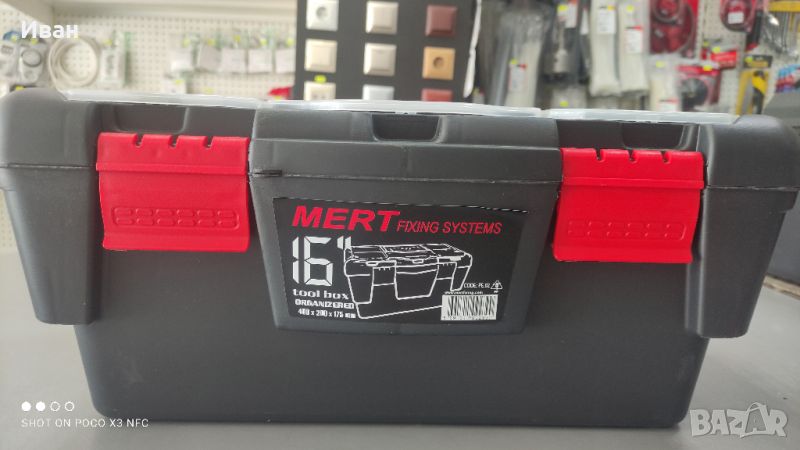 Иван
MERT FIXING SYSTEMS
16"
tool box
ORGANIZERED
400 x 200 x 175 mm
SHOT ON POCO X3 NFC
BAZAR